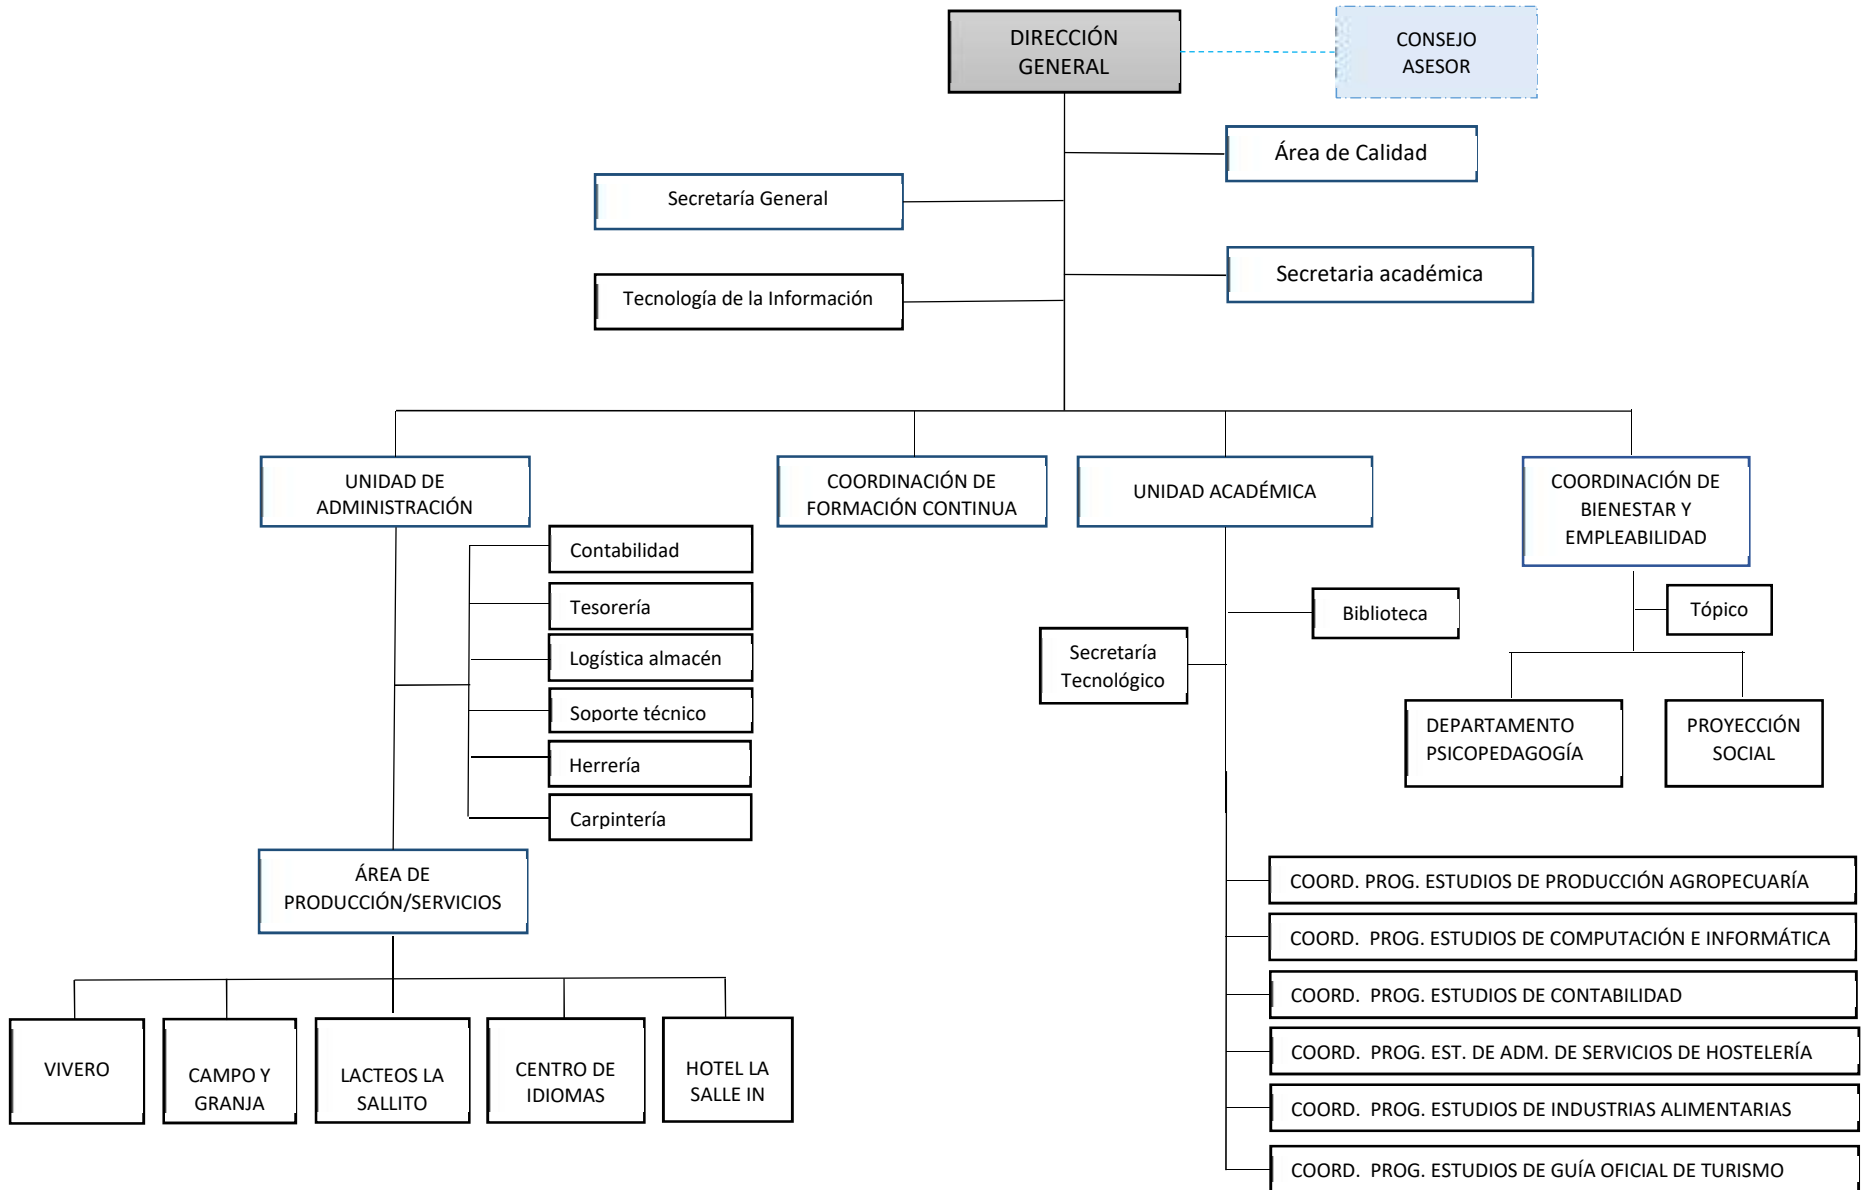 DIRECCIÓN
GENERAL
CONSEJO
ASESOR
Área de Calidad
Secretaría General
Secretaria académica
Tecnología de la Información
UNIDAD DE
ADMINISTRACIÓN
COORDINACIÓN DE
FORMACIÓN CONTINUA
UNIDAD ACADÉMICA
COORDINACIÓN DE
BIENESTAR Y
EMPLEABILIDAD
Contabilidad
Tesorería
Logística almacén
Soporte técnico
Herrería
Carpintería
Biblioteca
Secretaría
Tecnológico
Tópico
DEPARTAMENTO
PSICOPEDAGOGÍA
PROYECCIÓN
SOCIAL
ÁREA DE
PRODUCCIÓN/SERVICIOS
VIVERO
CAMPO Y
GRANJA
LACTEOS LA
SALLITO
CENTRO DE
IDIOMAS
HOTEL LA
SALLE IN
COORD. PROG. ESTUDIOS DE PRODUCCIÓN AGROPECUARÍA
COORD. PROG. ESTUDIOS DE COMPUTACIÓN E INFORMÁTICA
COORD. PROG. ESTUDIOS DE CONTABILIDAD
COORD. PROG. EST. DE ADM. DE SERVICIOS DE HOSTELERÍA
COORD. PROG. ESTUDIOS DE INDUSTRIAS ALIMENTARIAS
COORD. PROG. ESTUDIOS DE GUÍA OFICIAL DE TURISMO